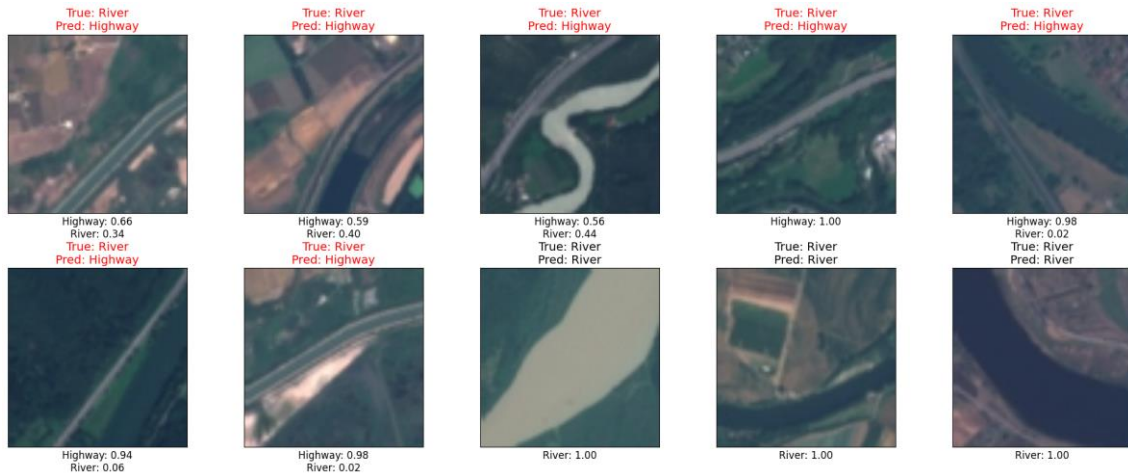 True: River
Pred: Highway
True: River
Pred: Highway
True: River
Pred: Highway
True: River
Pred: Highway
True: River
Pred: Highway
Highway: 0.66
River: 0.34
Highway: 0.59
River: 0.40
Highway: 0.56
River: 0.44
Highway: 1.00
Highway: 0.98
River: 0.02
True: River
Pred: Highway
True: River
Pred: Highway
True: River
Pred: River
True: River
Pred: River
True: River
Pred: River
Highway: 0.94
River: 0.06
Highway: 0.98
River: 0.02
River: 1.00
River: 1.00
River: 1.00